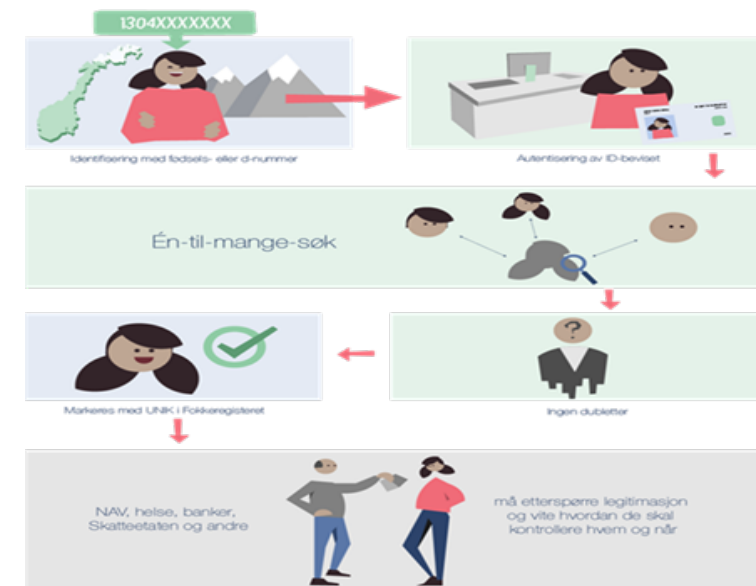 1304XXXXXXX
Identifisering med fødsels- eller d-nummer
Autentisering av ID-beviset
Én-til-mange-søk
Markeres med UNIK i Folkeregisteret
Ingen dubletter
NAV, helse, banker,
Skatteetaten og andre
må etterspørre legitimasjon
og vite hvordan de skal
kontrollere hvem og når